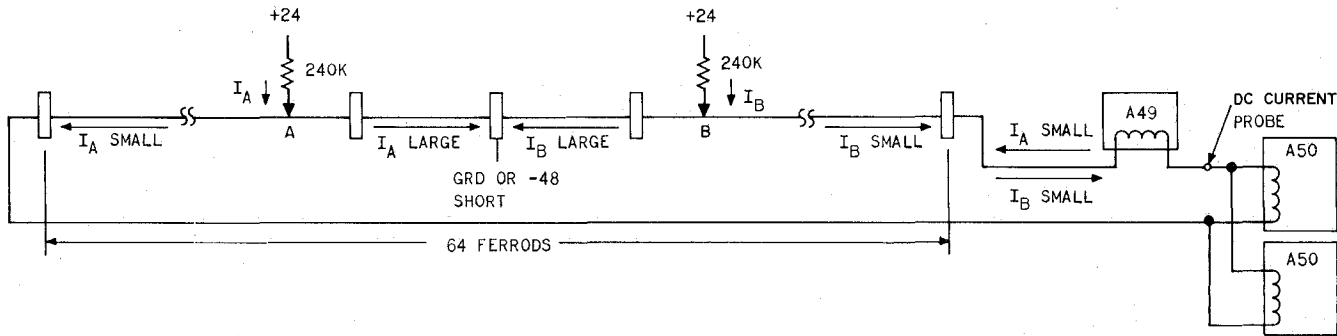 +24
+24
240K
240K
I_A
I_B
A49
DC CURRENT
PROBE
A
B
I_A SMALL
I_A LARGE
I_B LARGE
I_B SMALL
I_A SMALL
A50
GRD OR -48
SHORT
I_B SMALL
64 FERRODS
A50